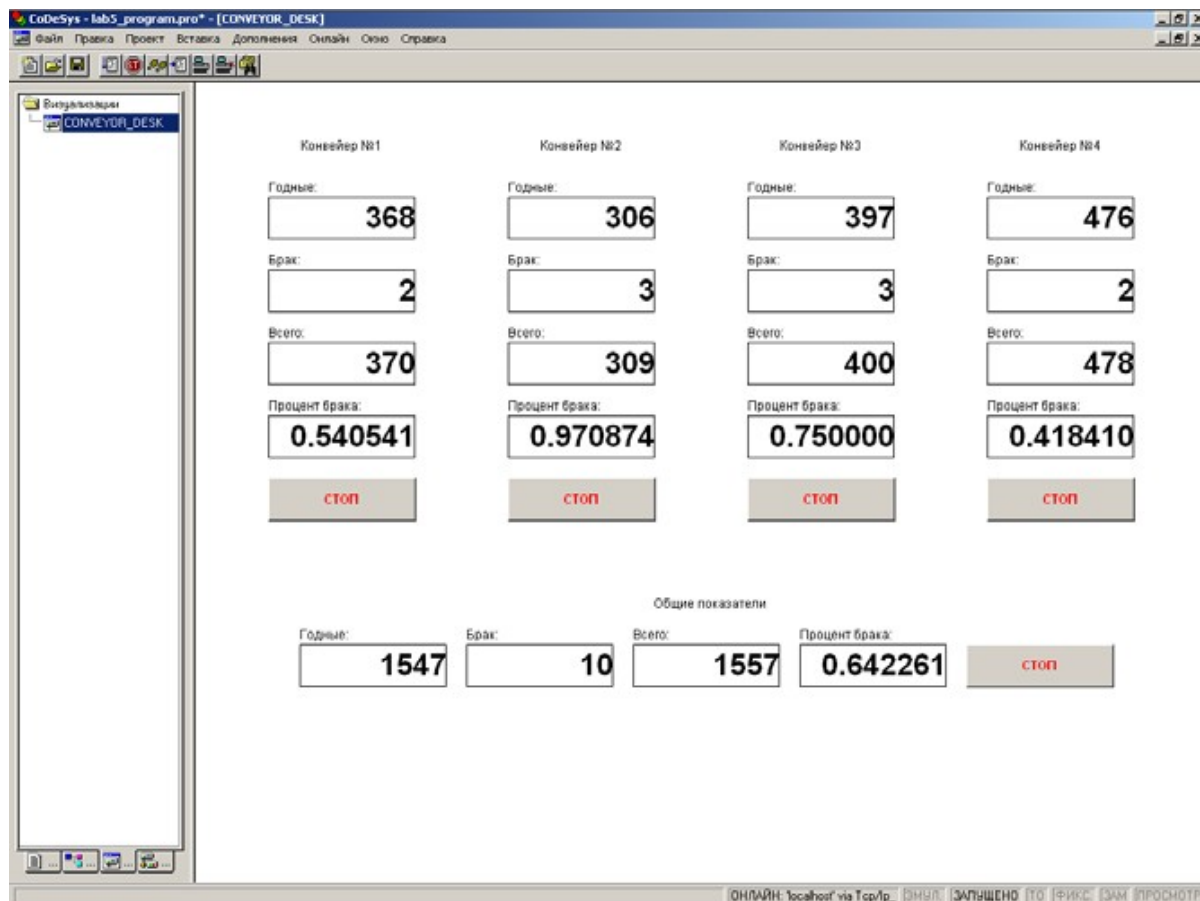 CoDeSys - lab5_program.pro* - [CONVEYOR_DESK]
Файл Правка Проект Вставка Дополнения Онлайн Окно Справка
Визуализации
CONVEYOR_DESK
Конвейер №1 Конвейер №2 Конвейер №3 Конвейер №4
Годные: Годные: Годные: Годные:
368 306 397 476
Брак: Брак: Брак: Брак:
2 3 3 2
Всего: Всего: Всего: Всего:
370 309 400 478
Процент брака: Процент брака: Процент брака: Процент брака:
0.540541 0.970874 0.750000 0.418410
стоп стоп стоп стоп
Общие показатели
Годные: Брак: Всего: Процент брака:
1547 10 1557 0.642261 стоп
ОНЛАЙН: 'localhost' via Tcp/Ip ЭМУЛ. ЗАПУЩЕНО ТО ФИКС. ЗАМ ПРОСМОТР